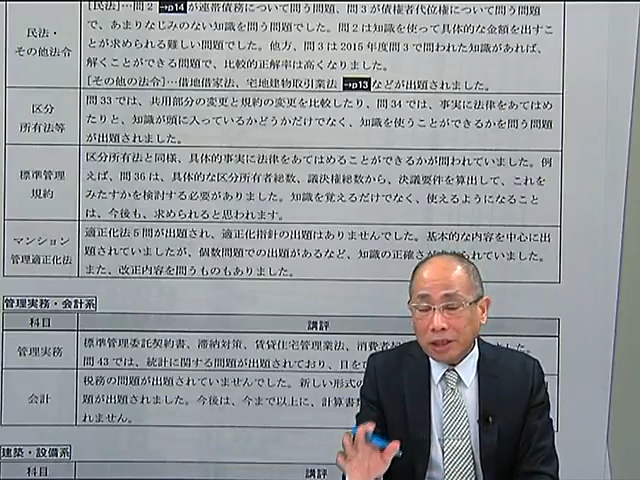 [民法]…問2 →p14 が連帯債務について問う問題、問3が債権者代位権について問う問題
で、あまりなじみのない知識を問う問題でした。問2は知識を使って具体的な金額を出すこ
民法・
その他法令
とが求められる難しい問題でした。他方、問3は2015年度問3で問われた知識があれば、
解くことができる問題で、比較的正解率は高くなりました。
[その他の法令]…借地借家法、宅地建物取引業法 →p13 などが出題されました。
区分
所有法等
問33では、共用部分の変更と規約の変更を比較したり、問34では、事実に法律をあてはめ
たりと、知識が頭に入っているかどうかだけでなく、知識を使うことができるかを問う問題
が出題されました。
標準管理
規約
区分所有法と同様、具体的事実に法律をあてはめることができるかが問われていました。例
えば、問36は、具体的な区分所有者総数、議決権総数から、決議要件を算出して、これを
みたすかを検討する必要がありました。知識を覚えるだけでなく、使えるようになること
は、今後も、求められると思われます。
マンション
管理適正化法
適正化法5問が出題され、適正化指針の出題はありませんでした。基本的な内容を中心に出
題されていましたが、個数問題での出題があるなど、知識の正確さが
られていました。
また、改正内容を問うものもありました。
管理実務・会計系
科目
講評
管理実務
標準管理委託契約書、滞納対策、賃貸住宅管理業法、消費者
ました。
問43では、統計に関する問題が出題されており、目を
会計
税務の問題が出題されていませんでした。新しい形式の
題が出題されました。今後は、今まで以上に、計算書
れません。
建築・設備系
科目
講評